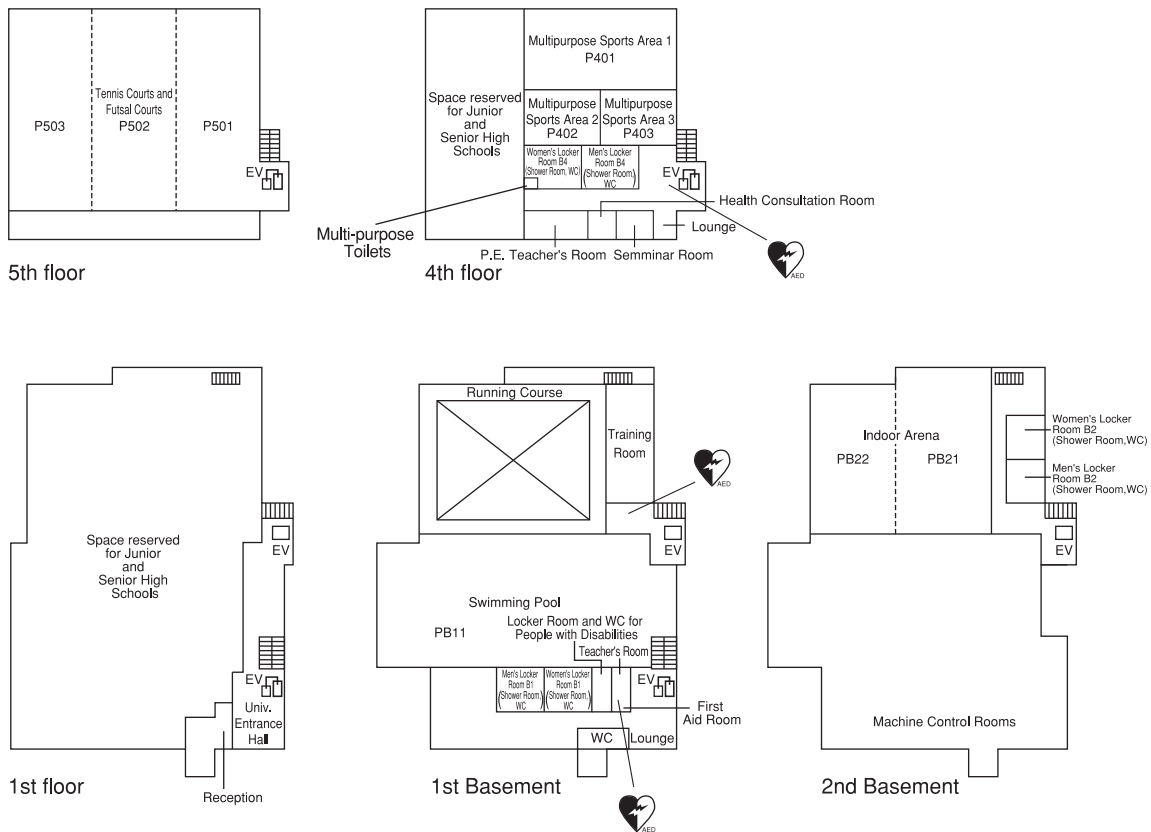 P503
Tennis Courts and
Futsal Courts
P502
P501
EV
5th floor
Multipurpose Sports Area 1
P401
Space reserved
for Junior
and
Senior High
Schools
Multipurpose
Sports Area 2
P402
Multipurpose
Sports Area 3
P403
Women's Locker
Room B4
(Shower Room, WC)
Men's Locker
Room B4
(Shower Room,
WC)
EV
Health Consultation Room
Lounge
Multi-purpose
Toilets
P.E. Teacher's Room
Semminar Room
AED
4th floor
Space reserved
for Junior
and
Senior High
Schools
EV
EV
Univ.
Entrance
Hall
Reception
1st floor
Running Course
Training
Room
AED
EV
Swimming Pool
PB11
Locker Room and WC for
People with Disabilities
Teacher's Room
Men's Locker
Room B1
(Shower Room,
WC)
Women's Locker
Room B1
(Shower Room,
WC)
EV
First
Aid Room
WC
Lounge
AED
1st Basement
Indoor Arena
PB22
PB21
Women's Locker
Room B2
(Shower Room,WC)
Men's Locker
Room B2
(Shower Room,WC)
EV
Machine Control Rooms
2nd Basement